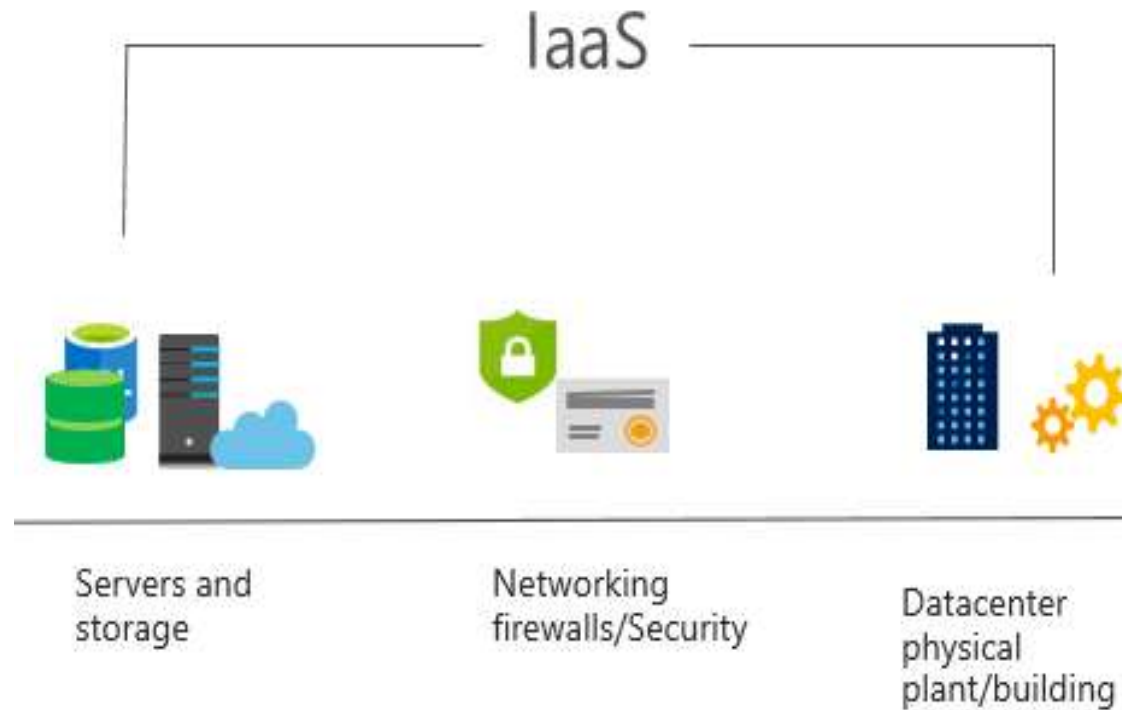 IaaS
Servers and
storage
Networking
firewalls/Security
Datacenter
physical
plant/building